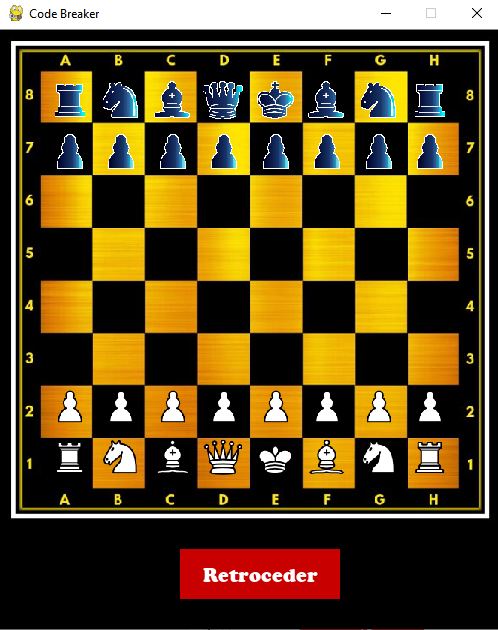 Code Breaker
A B C D E F G H
8 8
7 7
6 6
5 5
4 4
3 3
2 2
1 1
A B C D E F G H
Retroceder